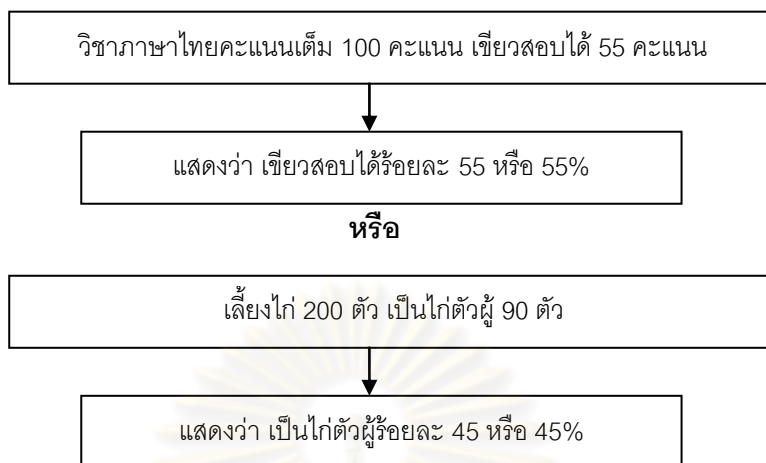 วิชาภาษาไทยคะแนนเต็ม 100 คะแนน เขียวสอบได้ 55 คะแนน
แสดงว่า เขียวสอบได้ร้อยละ 55 หรือ 55%
หรือ
เลี้ยงไก่ 200 ตัว เป็นไก่ตัวผู้ 90 ตัว
แสดงว่า เป็นไก่ตัวผู้ร้อยละ 45 หรือ 45%